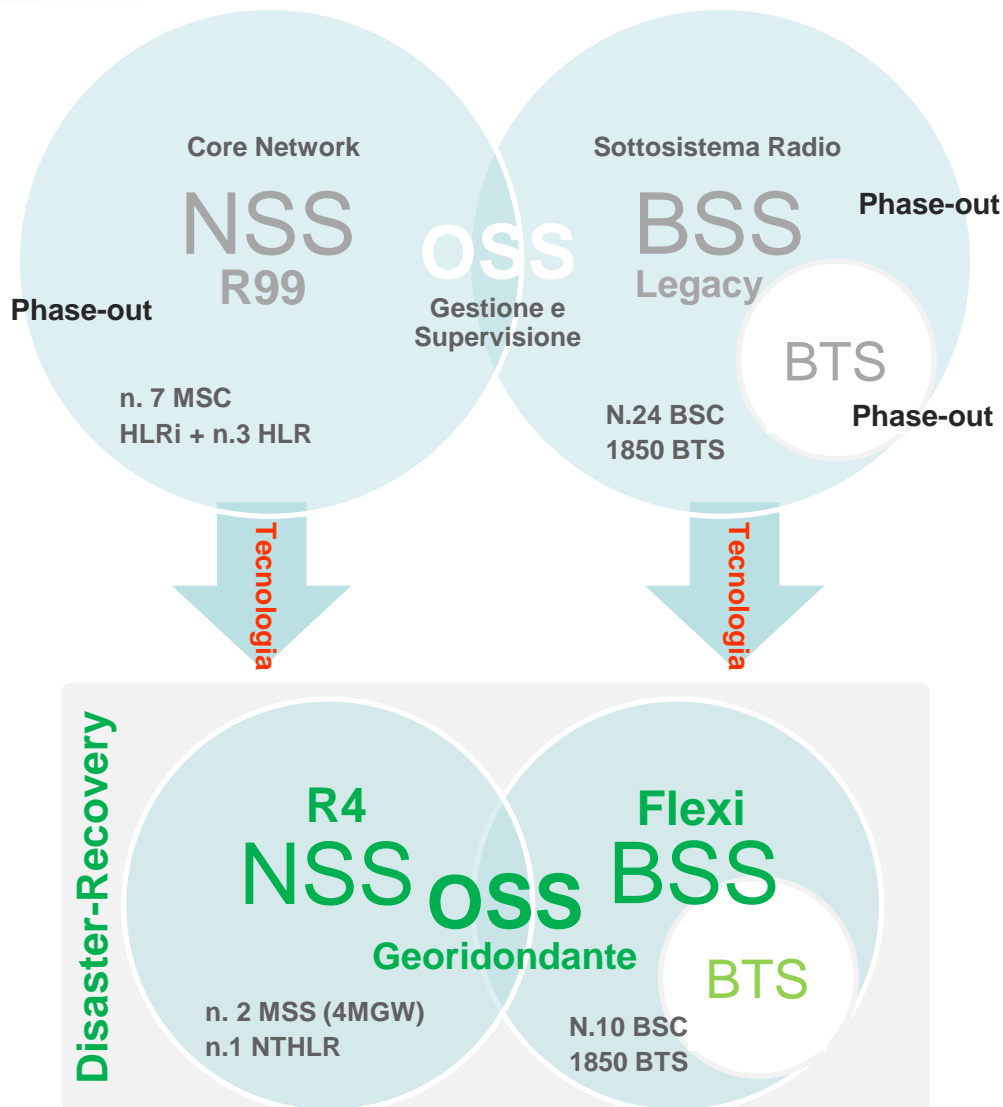 Core Network
NSS
R99
Phase-out
n. 7 MSC
HLRi + n.3 HLR
OSS
Gestione e
Supervisione
Sottosistema Radio
BSS
Legacy
Phase-out
BTS
Phase-out
N.24 BSC
1850 BTS
Tecnologia
Tecnologia
Disaster-Recovery
R4
NSS
OSS
Georidondante
Flexi
BSS
BTS
n. 2 MSS (4MGW)
n.1 NTHLR
N.10 BSC
1850 BTS